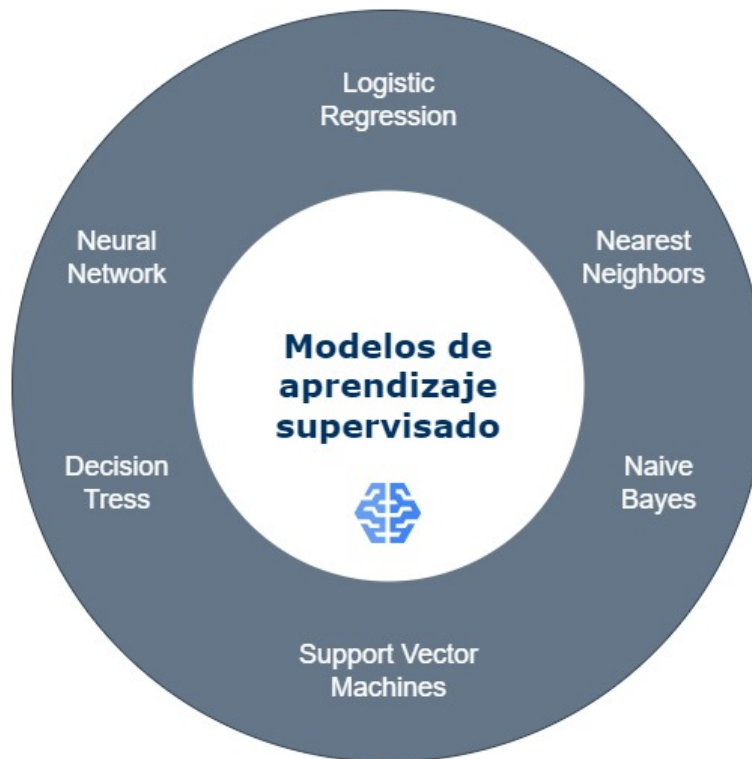 Logistic
Regression
Neural
Network
Nearest
Neighbors
Modelos de
aprendizaje
supervisado
Decision
Tress
Naive
Bayes
Support Vector
Machines